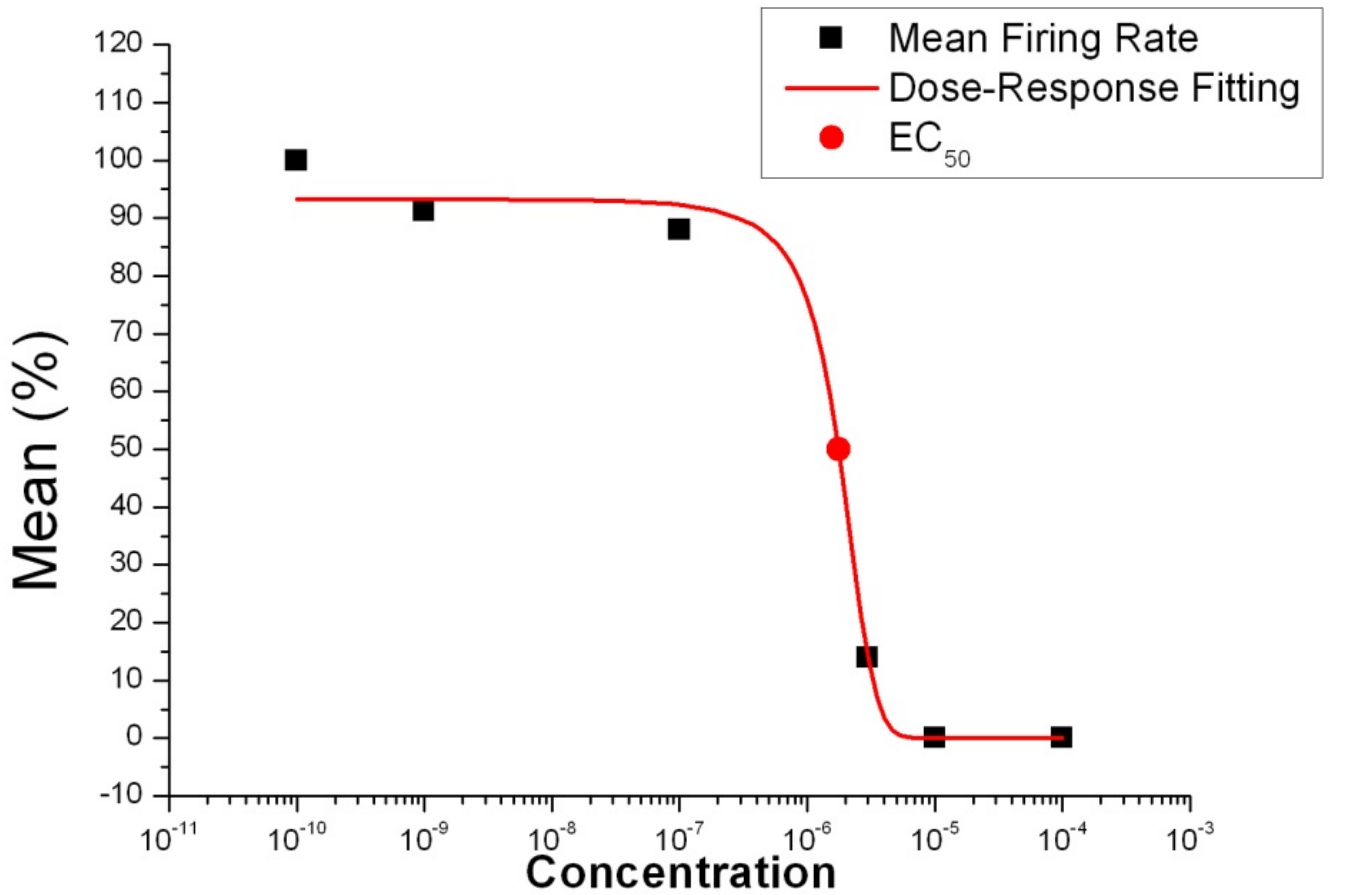 Mean Firing Rate
Dose-Response Fitting
EC₅₀
120
110
100
90
80
70
60
50
40
30
20
10
0
-10
Mean (%)
10⁻¹¹ 10⁻¹⁰ 10⁻⁹ 10⁻⁸ 10⁻⁷ 10⁻⁶ 10⁻⁵ 10⁻⁴ 10⁻³
Concentration